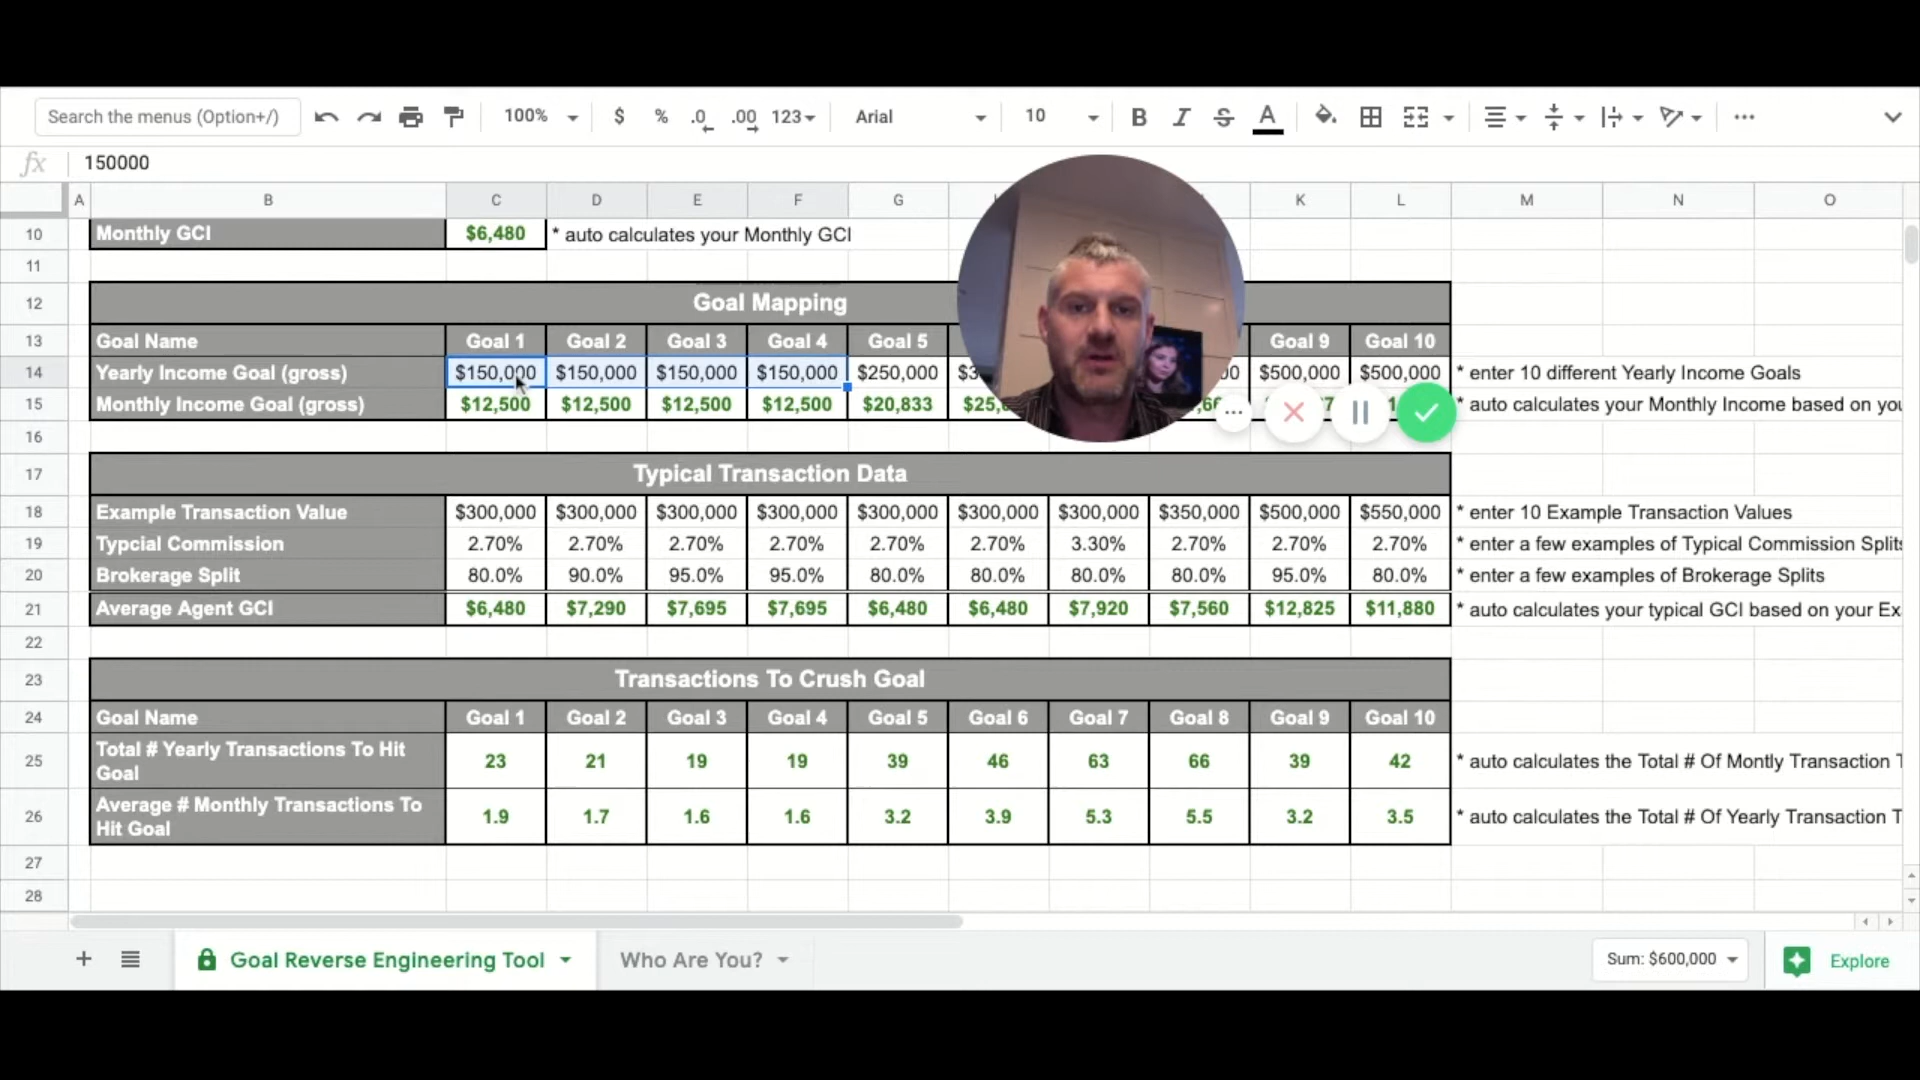 Search the menus (Option+/) 100% $ % .0 .00 123 Arial 10 B I S A
fx 150000
A B C D E F G K L M N O
10 Monthly GCI $6,480 * auto calculates your Monthly GCI
11
12 Goal Mapping
13 Goal Name Goal 1 Goal 2 Goal 3 Goal 4 Goal 5 Goal 9 Goal 10
14 Yearly Income Goal (gross) $150,000 $150,000 $150,000 $150,000 $250,000 $500,000 $500,000 * enter 10 different Yearly Income Goals
15 Monthly Income Goal (gross) $12,500 $12,500 $12,500 $12,500 $20,833 * auto calculates your Monthly Income based on you
16
17 Typical Transaction Data
18 Example Transaction Value $300,000 $300,000 $300,000 $300,000 $300,000 $300,000 $300,000 $350,000 $500,000 $550,000 * enter 10 Example Transaction Values
19 Typcial Commission 2.70% 2.70% 2.70% 2.70% 2.70% 2.70% 3.30% 2.70% 2.70% 2.70% * enter a few examples of Typical Commission Splits
20 Brokerage Split 80.0% 90.0% 95.0% 95.0% 80.0% 80.0% 80.0% 80.0% 95.0% 80.0% * enter a few examples of Brokerage Splits
21 Average Agent GCI $6,480 $7,290 $7,695 $7,695 $6,480 $6,480 $7,920 $7,560 $12,825 $11,880 * auto calculates your typical GCI based on your Ex
22
23 Transactions To Crush Goal
24 Goal Name Goal 1 Goal 2 Goal 3 Goal 4 Goal 5 Goal 6 Goal 7 Goal 8 Goal 9 Goal 10
Total # Yearly Transactions To Hit
Goal
25 23 21 19 19 39 46 63 66 39 42 * auto calculates the Total # Of Montly Transaction T
Average # Monthly Transactions To
Hit Goal
26 1.9 1.7 1.6 1.6 3.2 3.9 5.3 5.5 3.2 3.5 * auto calculates the Total # Of Yearly Transaction T
27
28
Goal Reverse Engineering Tool Who Are You? Sum: $600,000 Explore